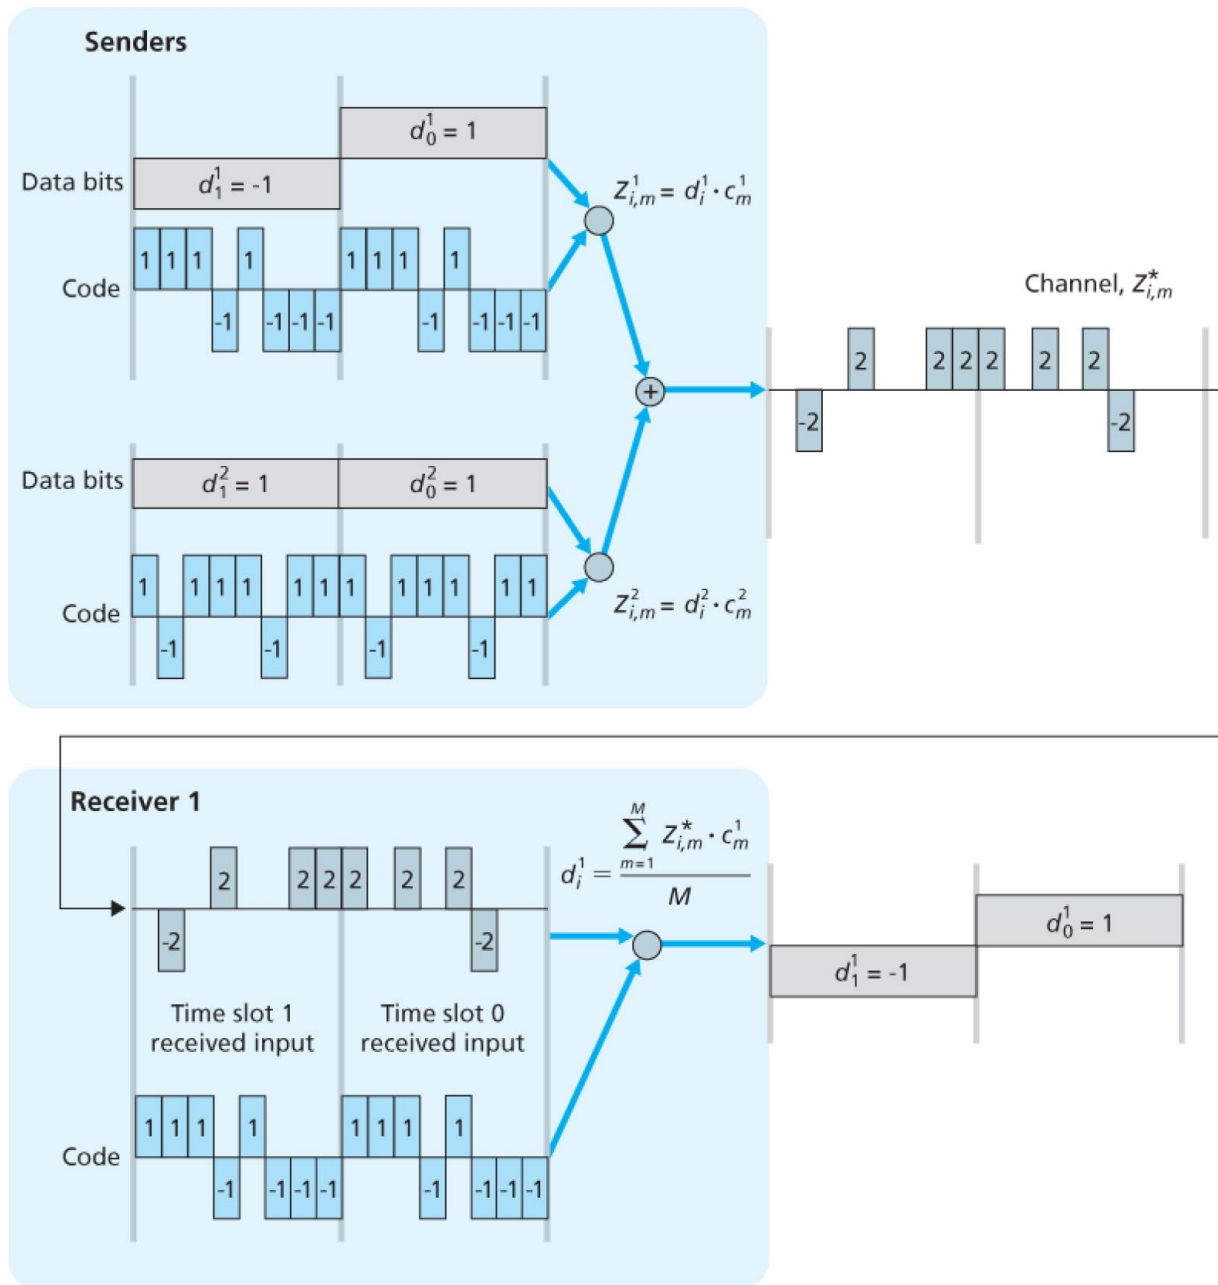 Senders
d₀¹ = 1
Data bits d₁¹ = -1
Z¹ᵢ,ₘ = dᵢ¹ · cₘ¹
1 1 1 1 1 1 1 1
Code
-1 -1 -1 -1 -1 -1 -1 -1
Channel, Z*ᵢ,ₘ
2 2 2 2 2 2
-2 -2
+
Data bits d₁² = 1 d₀² = 1
1 1 1 1 1 1 1 1 1 1 1 1
Code
-1 -1 -1 -1
Z²ᵢ,ₘ = dᵢ² · cₘ²
Receiver 1
dᵢ¹ = ∑ₘ₌₁ᴹ Z*ᵢ,ₘ · cₘ¹ / M
2 2 2 2 2 2
-2 -2
d₀¹ = 1
d₁¹ = -1
Time slot 1
received input
Time slot 0
received input
1 1 1 1 1 1 1 1
Code
-1 -1 -1 -1 -1 -1 -1 -1